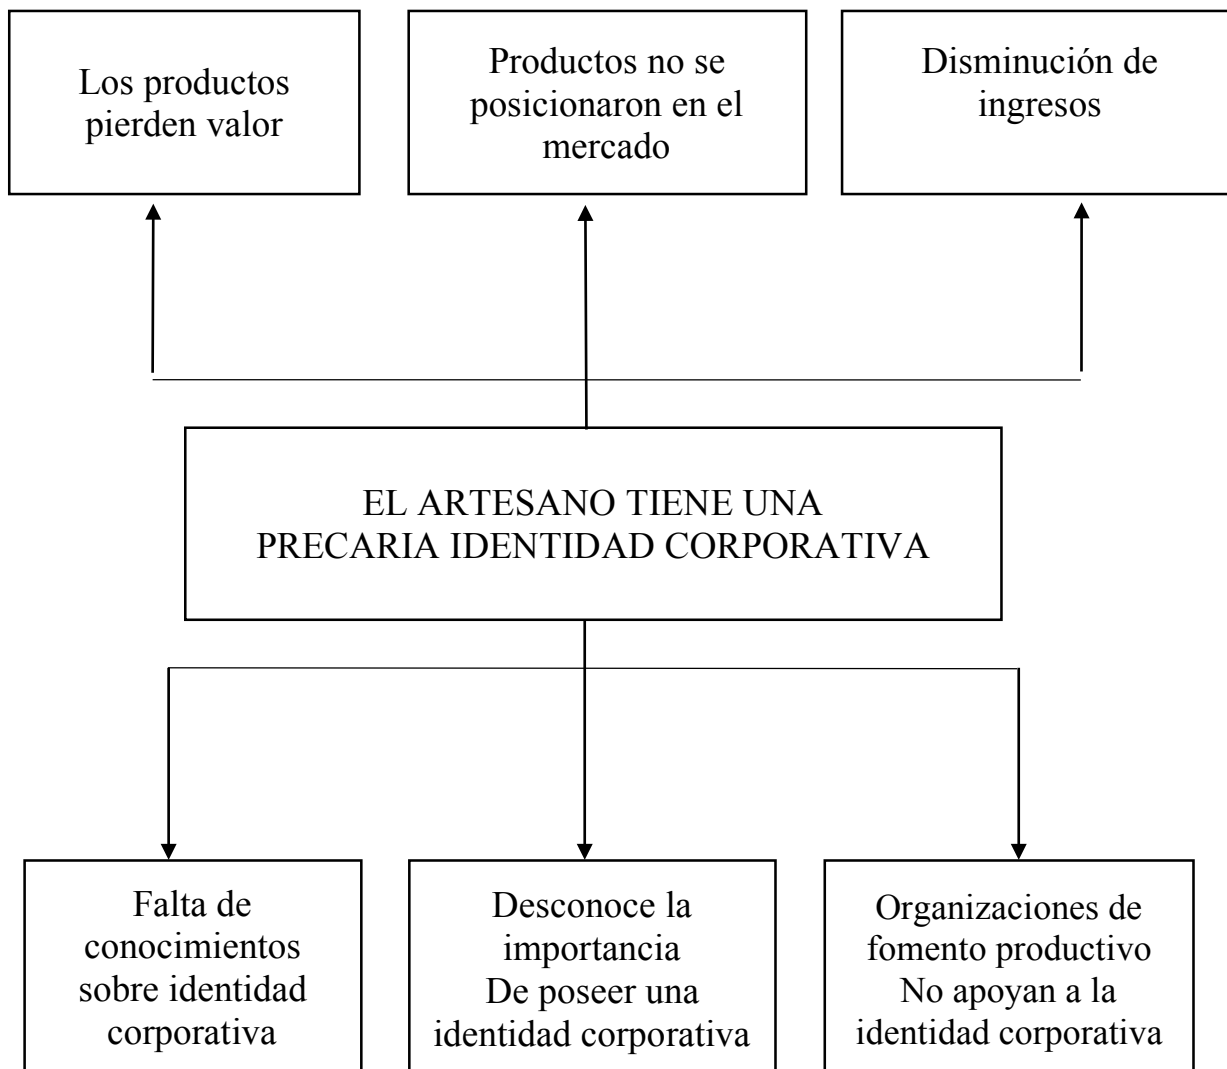 Los productos
pierden valor
Productos no se
posicionaron en el
mercado
Disminución de
ingresos
EL ARTESANO TIENE UNA
PRECARIA IDENTIDAD CORPORATIVA
Falta de
conocimientos
sobre identidad
corporativa
Desconoce la
importancia
De poseer una
identidad corporativa
Organizaciones de
fomento productivo
No apoyan a la
identidad corporativa